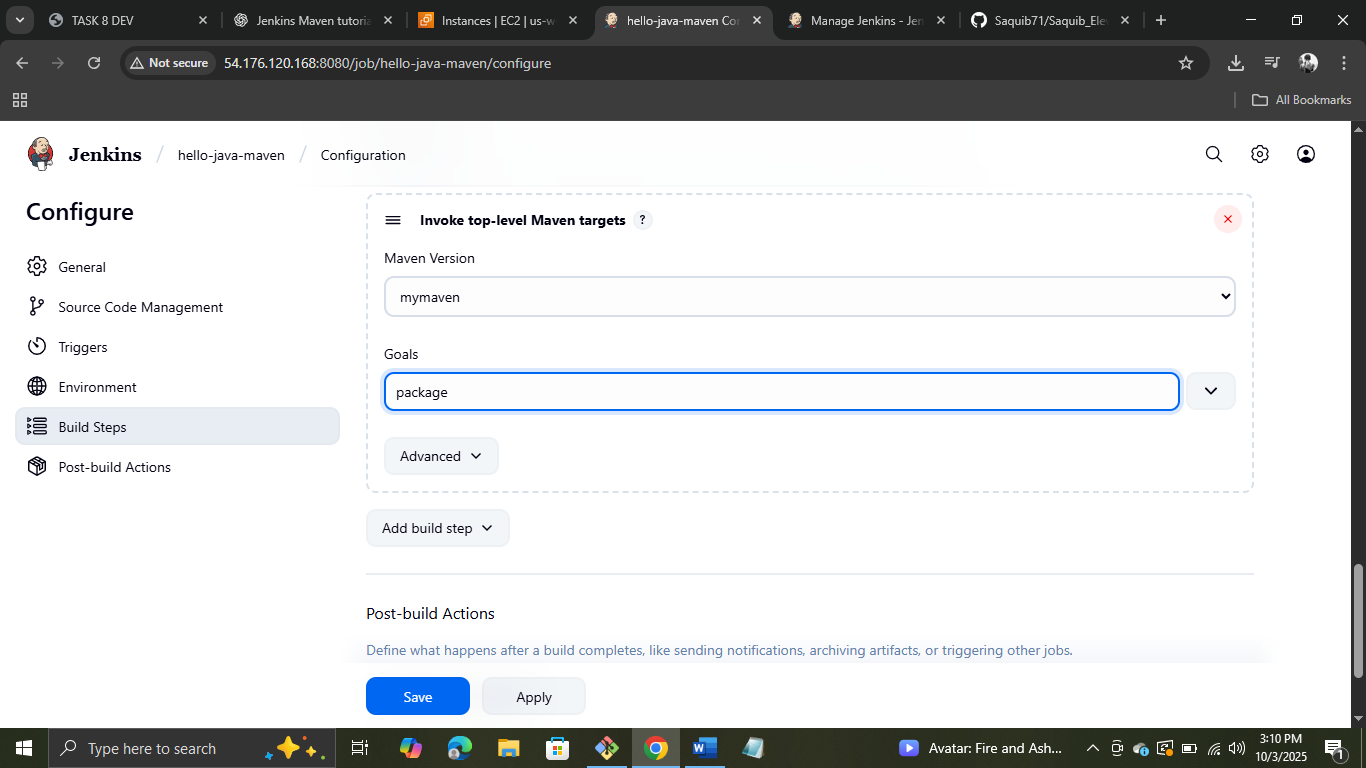 TASK 8 DEV
Jenkins Maven tutoria
Instances | EC2 | us-w
hello-java-maven Con
Manage Jenkins - Jen
Saquib71/Saquib_Elev
Not secure
54.176.120.168:8080/job/hello-java-maven/configure
All Bookmarks
Jenkins / hello-java-maven / Configuration
Configure
General
Source Code Management
Triggers
Environment
Build Steps
Post-build Actions
Invoke top-level Maven targets ?
Maven Version
mymaven
Goals
package
Advanced
Add build step
Post-build Actions
Define what happens after a build completes, like sending notifications, archiving artifacts, or triggering other jobs.
Save
Apply
Type here to search
Avatar: Fire and Ash...
3:10 PM
10/3/2025
1